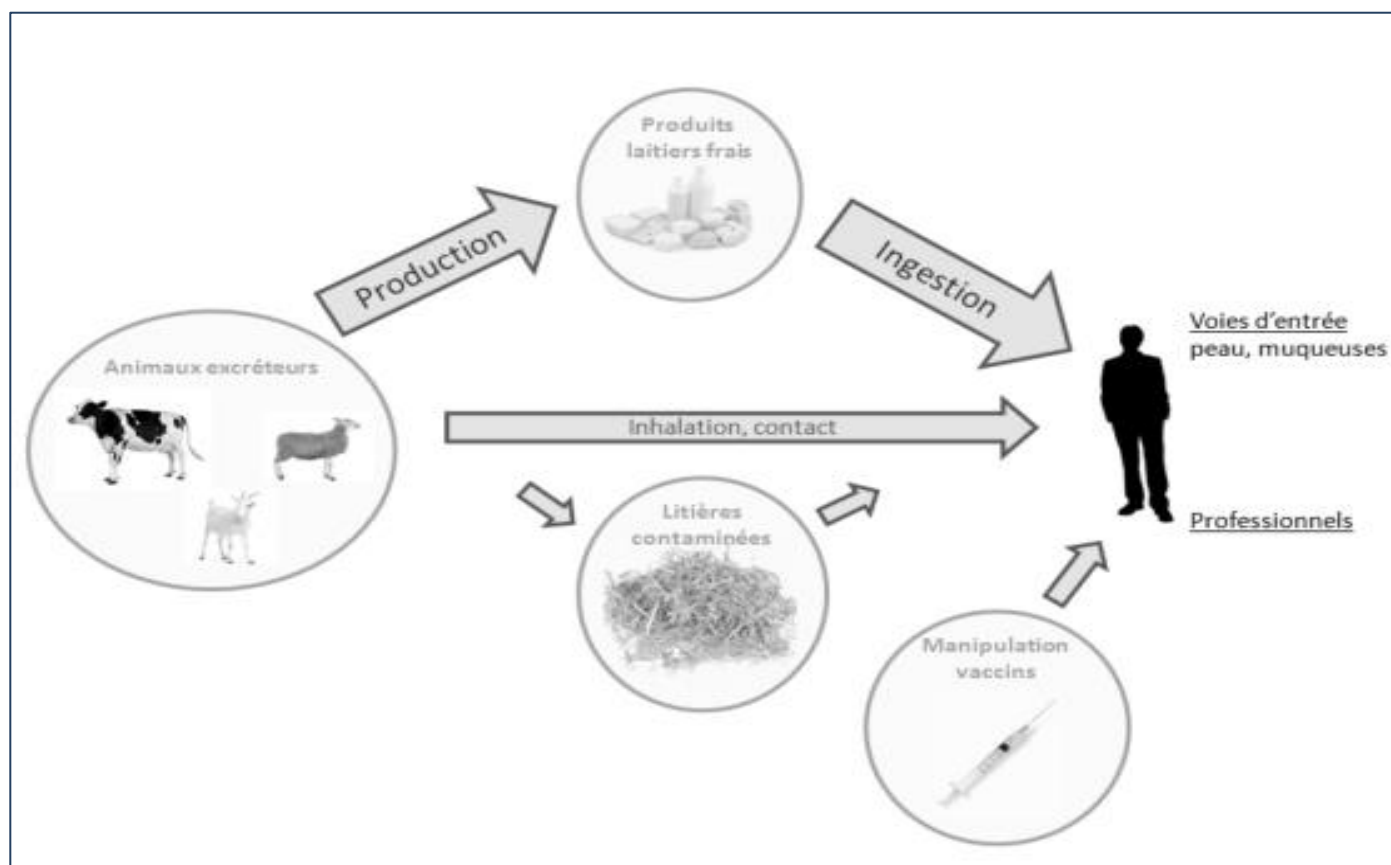 Produits
laitiers frais
Production
Ingestion
Voies d'entrée
peau, muqueuses
Animaux excréteurs
Inhalation, contact
Litières
contaminées
Professionnels
Manipulation
vaccins